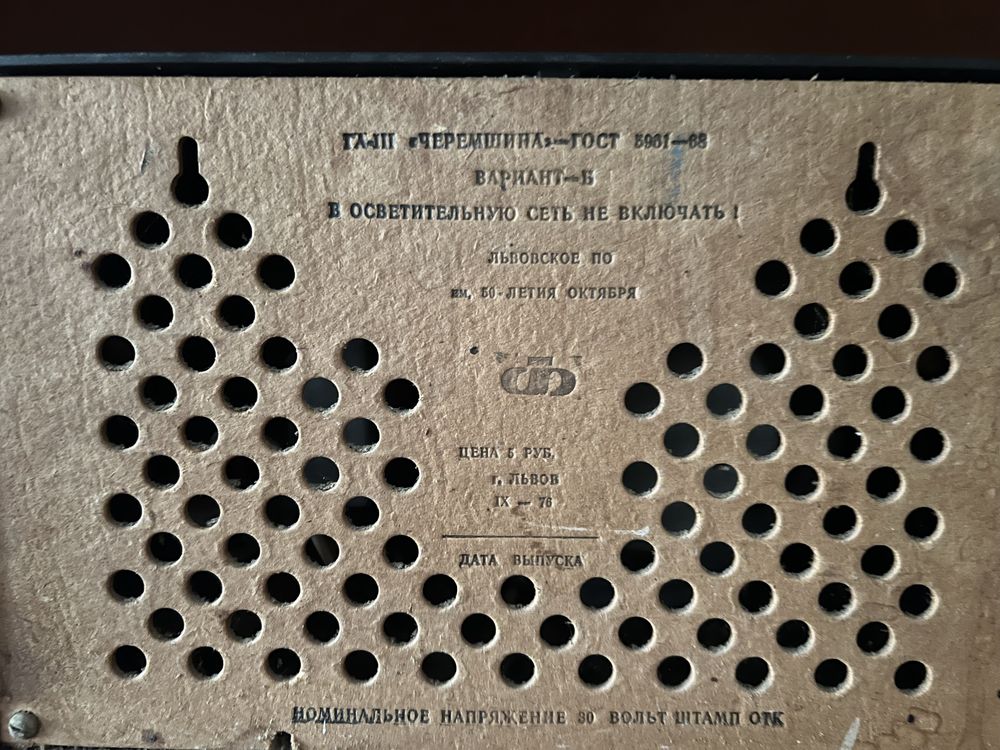 ГА-III «ЧЕРЕМШИНА»—ГОСТ 5961—68
ВАРИАНТ—Б
В ОСВЕТИТЕЛЬНУЮ СЕТЬ НЕ ВКЛЮЧАТЬ !
ЛЬВОВСКОЕ ПО
им. 50-ЛЕТИЯ ОКТЯБРЯ
ЦЕНА 5 РУБ.
г. ЛЬВОВ
IX — 76
ДАТА ВЫПУСКА
НОМИНАЛЬНОЕ НАПРЯЖЕНИЕ 30 ВОЛЬТ ШТАМП ОТК